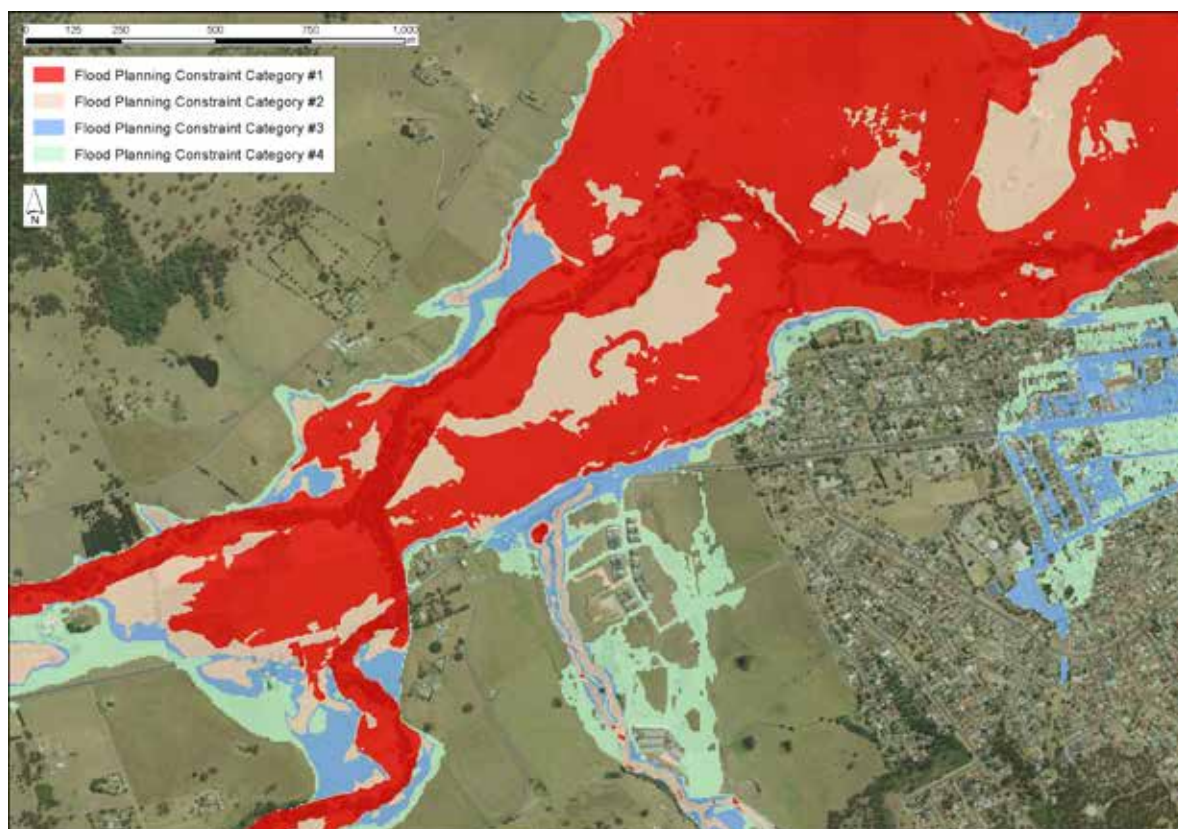 0 125 250 500 750 1,000
m
Flood Planning Constraint Category #1
Flood Planning Constraint Category #2
Flood Planning Constraint Category #3
Flood Planning Constraint Category #4
N